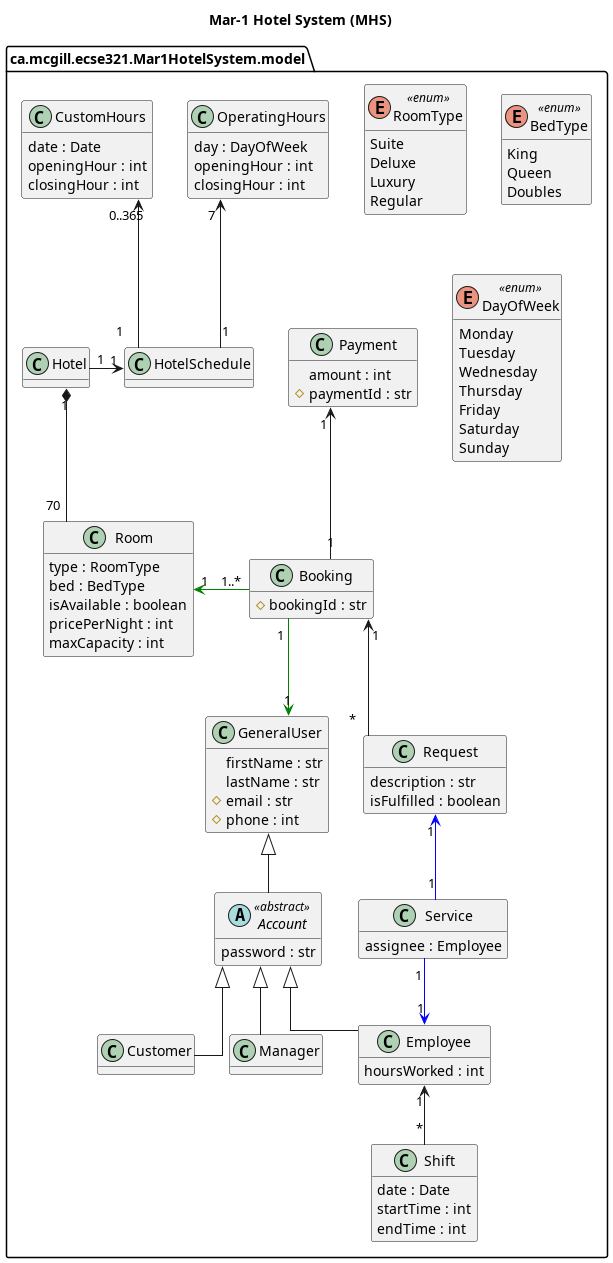 Mar-1 Hotel System (MHS)
ca.mcgill.ecse321.Mar1HotelSystem.model
C CustomHours
date : Date
openingHour : int
closingHour : int
C OperatingHours
day : DayOfWeek
openingHour : int
closingHour : int
E «enum»
RoomType
Suite
Deluxe
Luxury
Regular
E «enum»
BedType
King
Queen
Doubles
0..365
7
1
1
E «enum»
DayOfWeek
Monday
Tuesday
Wednesday
Thursday
Friday
Saturday
Sunday
C Hotel
1 1
C HotelSchedule
C Payment
amount : int
paymentId : str
1
1
70
1
C Room
type : RoomType
bed : BedType
isAvailable : boolean
pricePerNight : int
maxCapacity : int
1 1..*
C Booking
bookingId : str
1
1
1
*
C GeneralUser
firstName : str
lastName : str
email : str
phone : int
C Request
description : str
isFulfilled : boolean
1
1
A «abstract»
Account
password : str
C Service
assignee : Employee
1
1
C Customer
C Manager
C Employee
hoursWorked : int
1
*
C Shift
date : Date
startTime : int
endTime : int